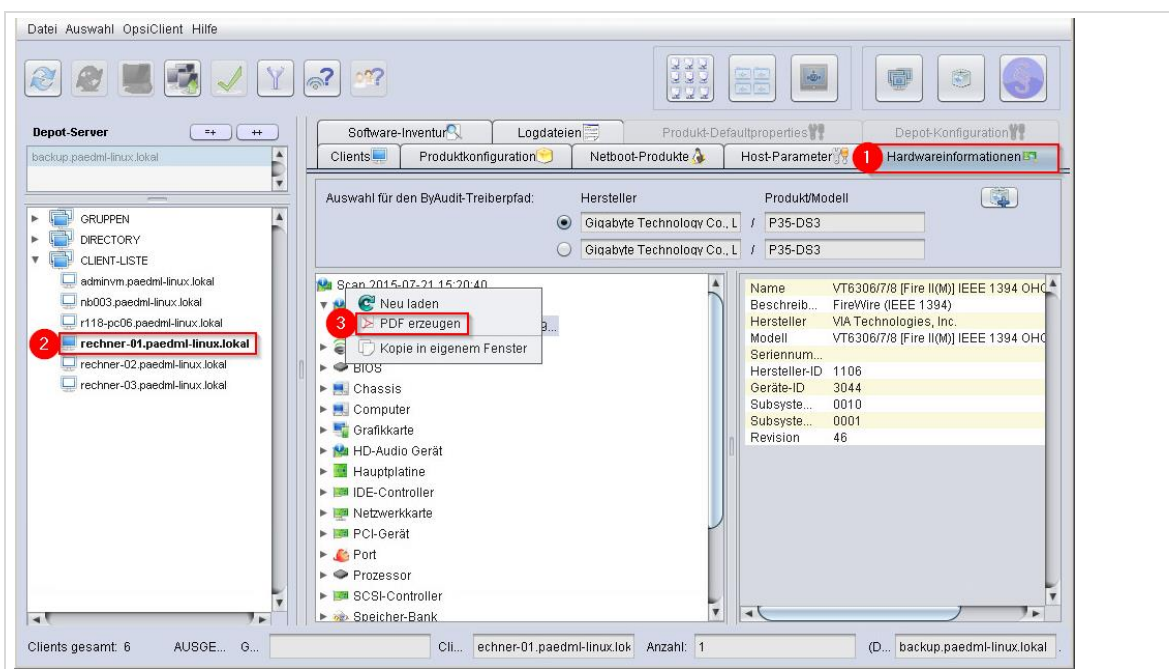 Datei Auswahl OpsiClient Hilfe
Depot-Server
backup.paedml-linux.lokal
GRUPPEN
DIRECTORY
CLIENT-LISTE
adminvm.paedml-linux.lokal
nb003.paedml-linux.lokal
r118-pc06.paedml-linux.lokal
2 rechner-01.paedml-linux.lokal
rechner-02.paedml-linux.lokal
rechner-03.paedml-linux.lokal
Software-Inventur Logdateien Produkt-Defaultproperties Depot-Konfiguration
Clients Produktkonfiguration Netboot-Produkte Host-Parameter 1 Hardwareinformationen
Auswahl für den ByAudit-Treiberpfad: Hersteller Produkt/Modell
Gigabyte Technology Co., L / P35-DS3
Gigabyte Technology Co., L / P35-DS3
Scan 2015-07-21 15:20:40
Neu laden
3 PDF erzeugen
Kopie in eigenem Fenster
BIOS
Chassis
Computer
Grafikkarte
HD-Audio Gerät
Hauptplatine
IDE-Controller
Netzwerkkarte
PCI-Gerät
Port
Prozessor
SCSI-Controller
Speicher-Bank
Name VT6306/7/8 [Fire II(M)] IEEE 1394 OHC
Beschreib... FireWire (IEEE 1394)
Hersteller VIA Technologies, Inc.
Modell VT6306/7/8 [Fire II(M)] IEEE 1394 OHC
Seriennum...
Hersteller-ID 1106
Geräte-ID 3044
Subsyste... 0010
Subsyste... 0001
Revision 46
Clients gesamt: 6 AUSGE... G... Cli... echner-01.paedml-linux.lok Anzahl: 1 (D... backup.paedml-linux.lokal